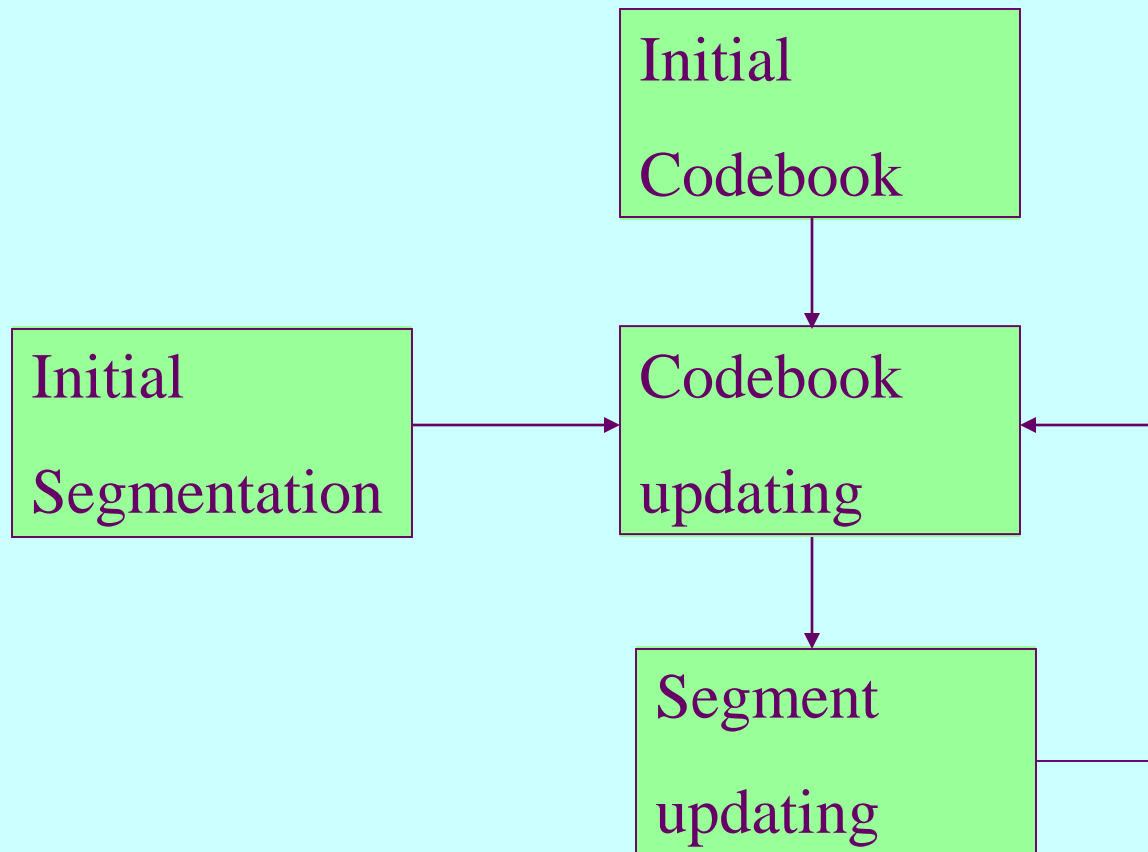 Initial
Codebook
Initial
Segmentation
Codebook
updating
Segment
updating